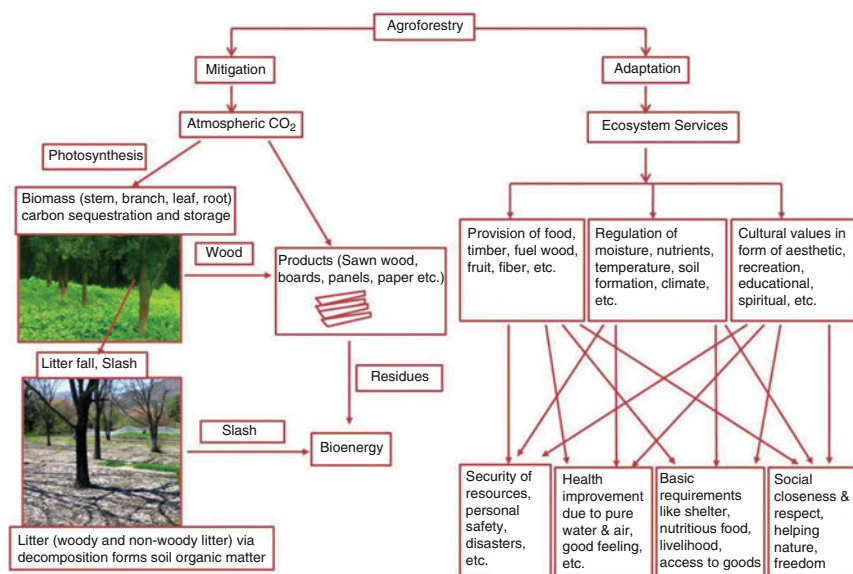 Agroforestry
Mitigation
Adaptation
Atmospheric CO₂
Ecosystem Services
Photosynthesis
Biomass (stem, branch, leaf, root)
carbon sequestration and storage
Wood
Products (Sawn wood,
boards, panels, paper etc.)
Provision of food,
timber, fuel wood,
fruit, fiber, etc.
Regulation of
moisture, nutrients,
temperature, soil
formation, climate,
etc.
Cultural values in
form of aesthetic,
recreation,
educational,
spiritual, etc.
Litter fall, Slash
Residues
Slash
Bioenergy
Litter (woody and non-woody litter) via
decomposition forms soil organic matter
Security of
resources,
personal
safety,
disasters,
etc.
Health
improvement
due to pure
water & air,
good feeling,
etc.
Basic
requirements
like shelter,
nutritious food,
livelihood,
access to goods
Social
closeness &
respect,
helping
nature,
freedom